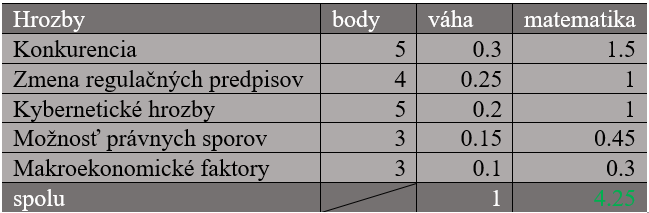 Hrozby body váha matematika
Konkurencia 5 0.3 1.5
Zmena regulačných predpisov 4 0.25 1
Kybernetické hrozby 5 0.2 1
Možnosť právnych sporov 3 0.15 0.45
Makroekonomické faktory 3 0.1 0.3
spolu 1 4.25